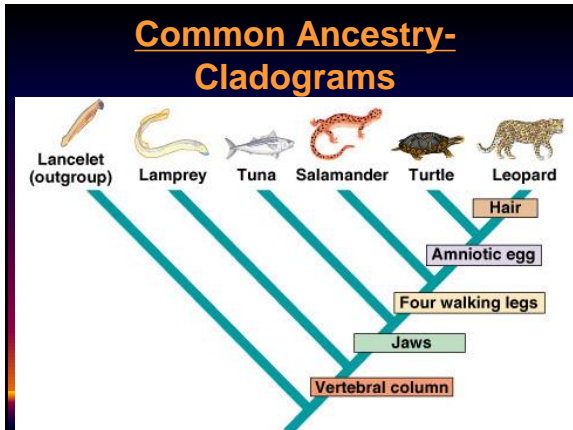 Common Ancestry-
Cladograms
Lancelet
(outgroup)
Lamprey
Tuna
Salamander
Turtle
Leopard
Hair
Amniotic egg
Four walking legs
Jaws
Vertebral column